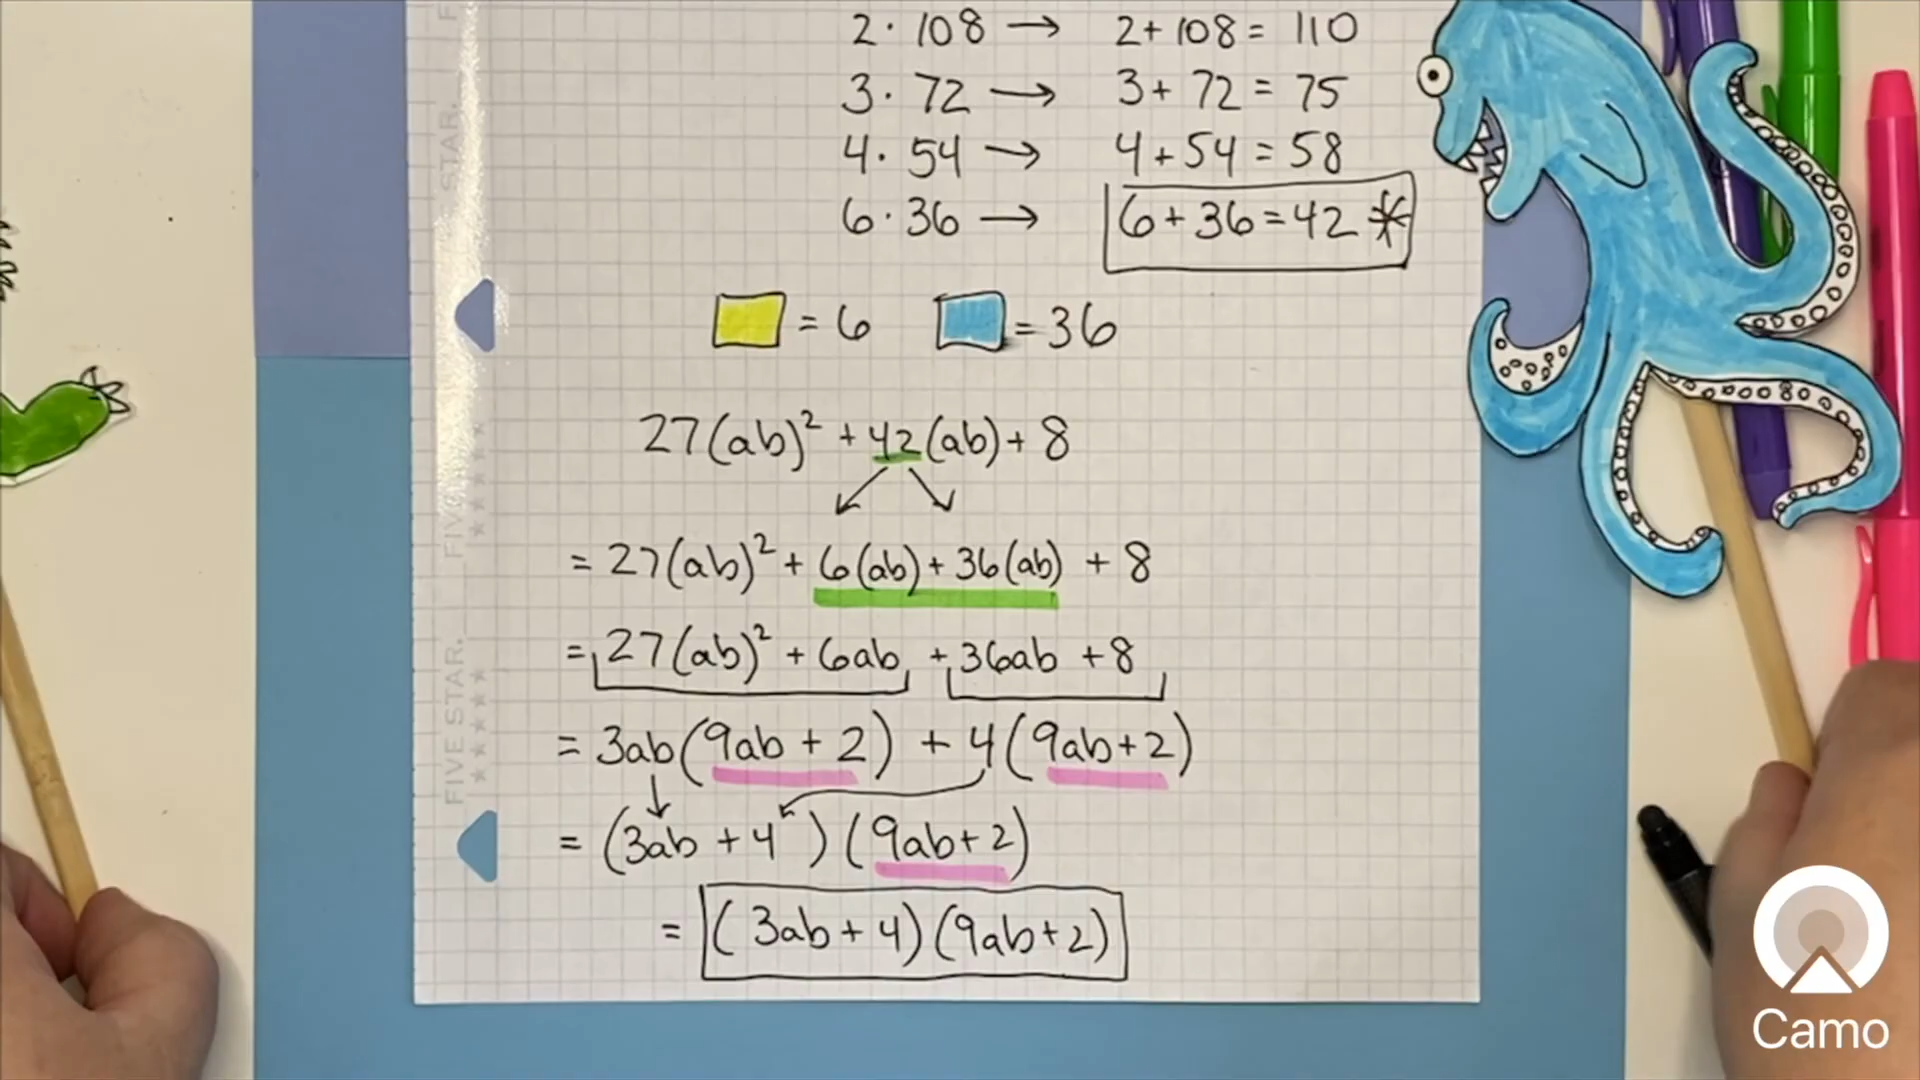 2 · 108 → 2 + 108 = 110
3 · 72 → 3 + 72 = 75
4 · 54 → 4 + 54 = 58
6 · 36 → 6 + 36 = 42 *
= 6 = 36
27(ab)² + 42(ab) + 8
= 27(ab)² + 6(ab) + 36(ab) + 8
= 27(ab)² + 6ab + 36ab + 8
= 3ab(9ab + 2) + 4(9ab + 2)
= (3ab + 4)(9ab + 2)
= (3ab + 4)(9ab + 2)
FIVE STAR.
FIVE STAR.
Camo